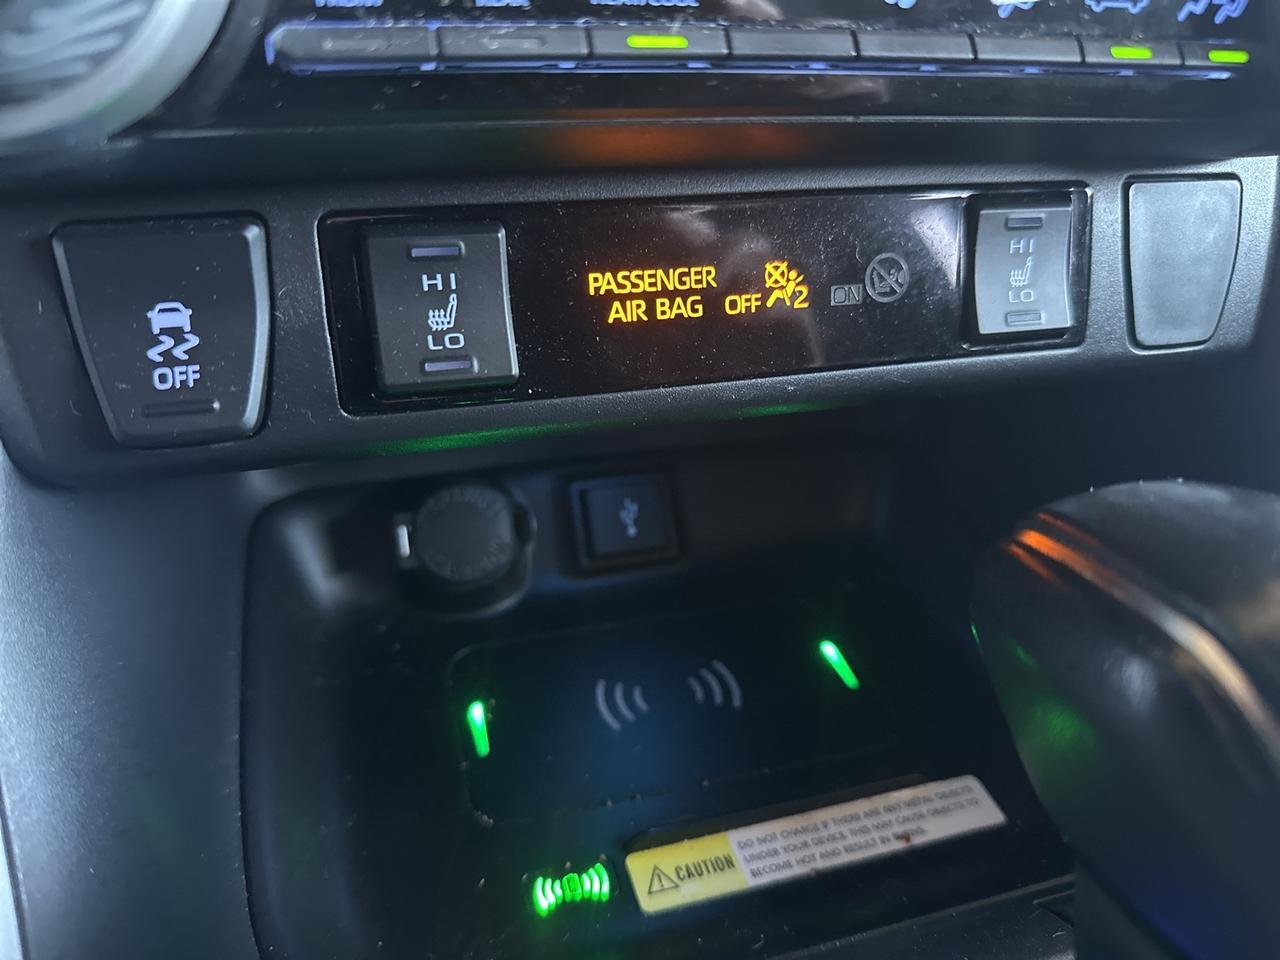 OFF
HI
LO
PASSENGER
AIR BAG OFF
2
ON
HI
LO
CAUTION
DO NOT CHARGE IF THERE ARE ANY METAL OBJECTS
UNDER YOUR DEVICE. THIS MAY CAUSE OBJECTS TO
BECOME HOT AND RESULT IN BURNS.